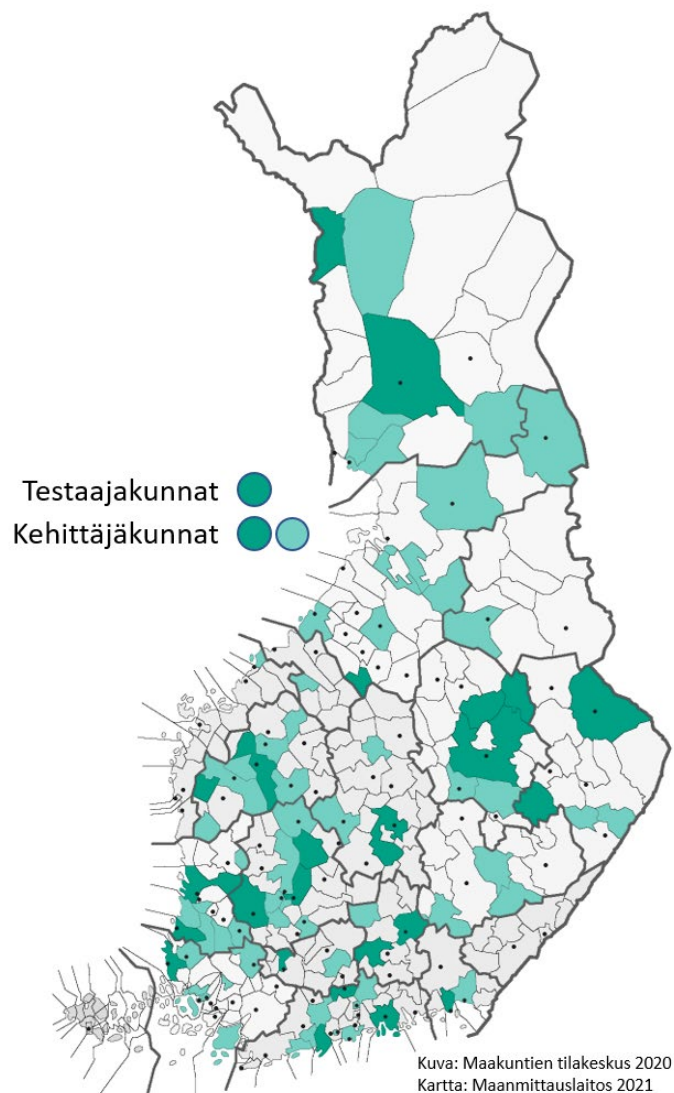 Testaajakunnat
Kehittäjäkunnat
Kuva: Maakuntien tilakeskus 2020
Kartta: Maanmittauslaitos 2021